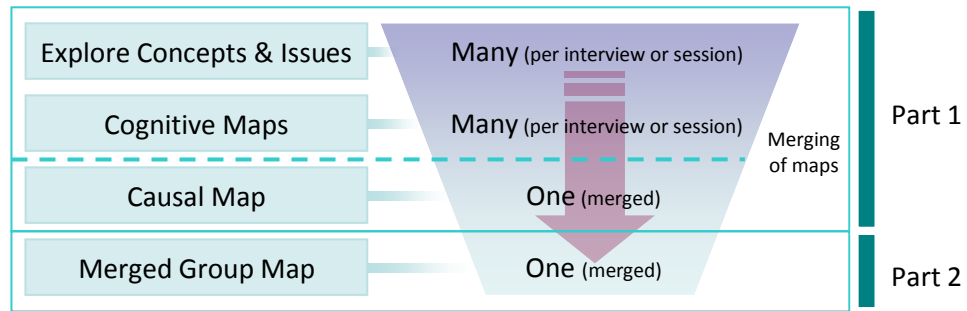 Explore Concepts & Issues
Many (per interview or session)
Cognitive Maps
Many (per interview or session)
Merging
of maps
Part 1
Causal Map
One (merged)
Merged Group Map
One (merged)
Part 2